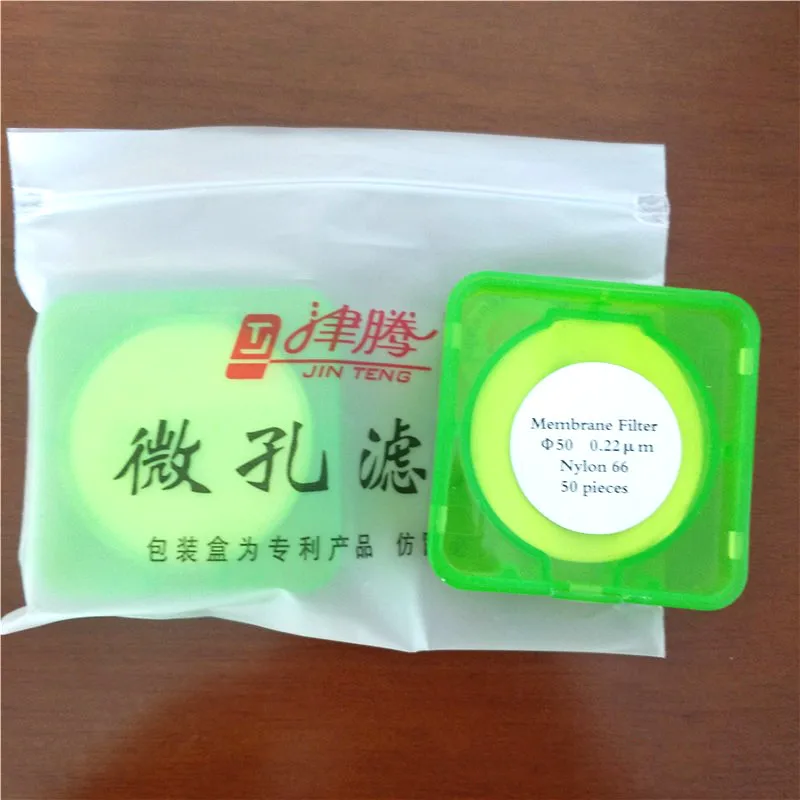 津腾
JIN TENG
微孔滤
包装盒为专利产品 仿
Membrane Filter
Φ50 0.22μm
Nylon 66
50 pieces